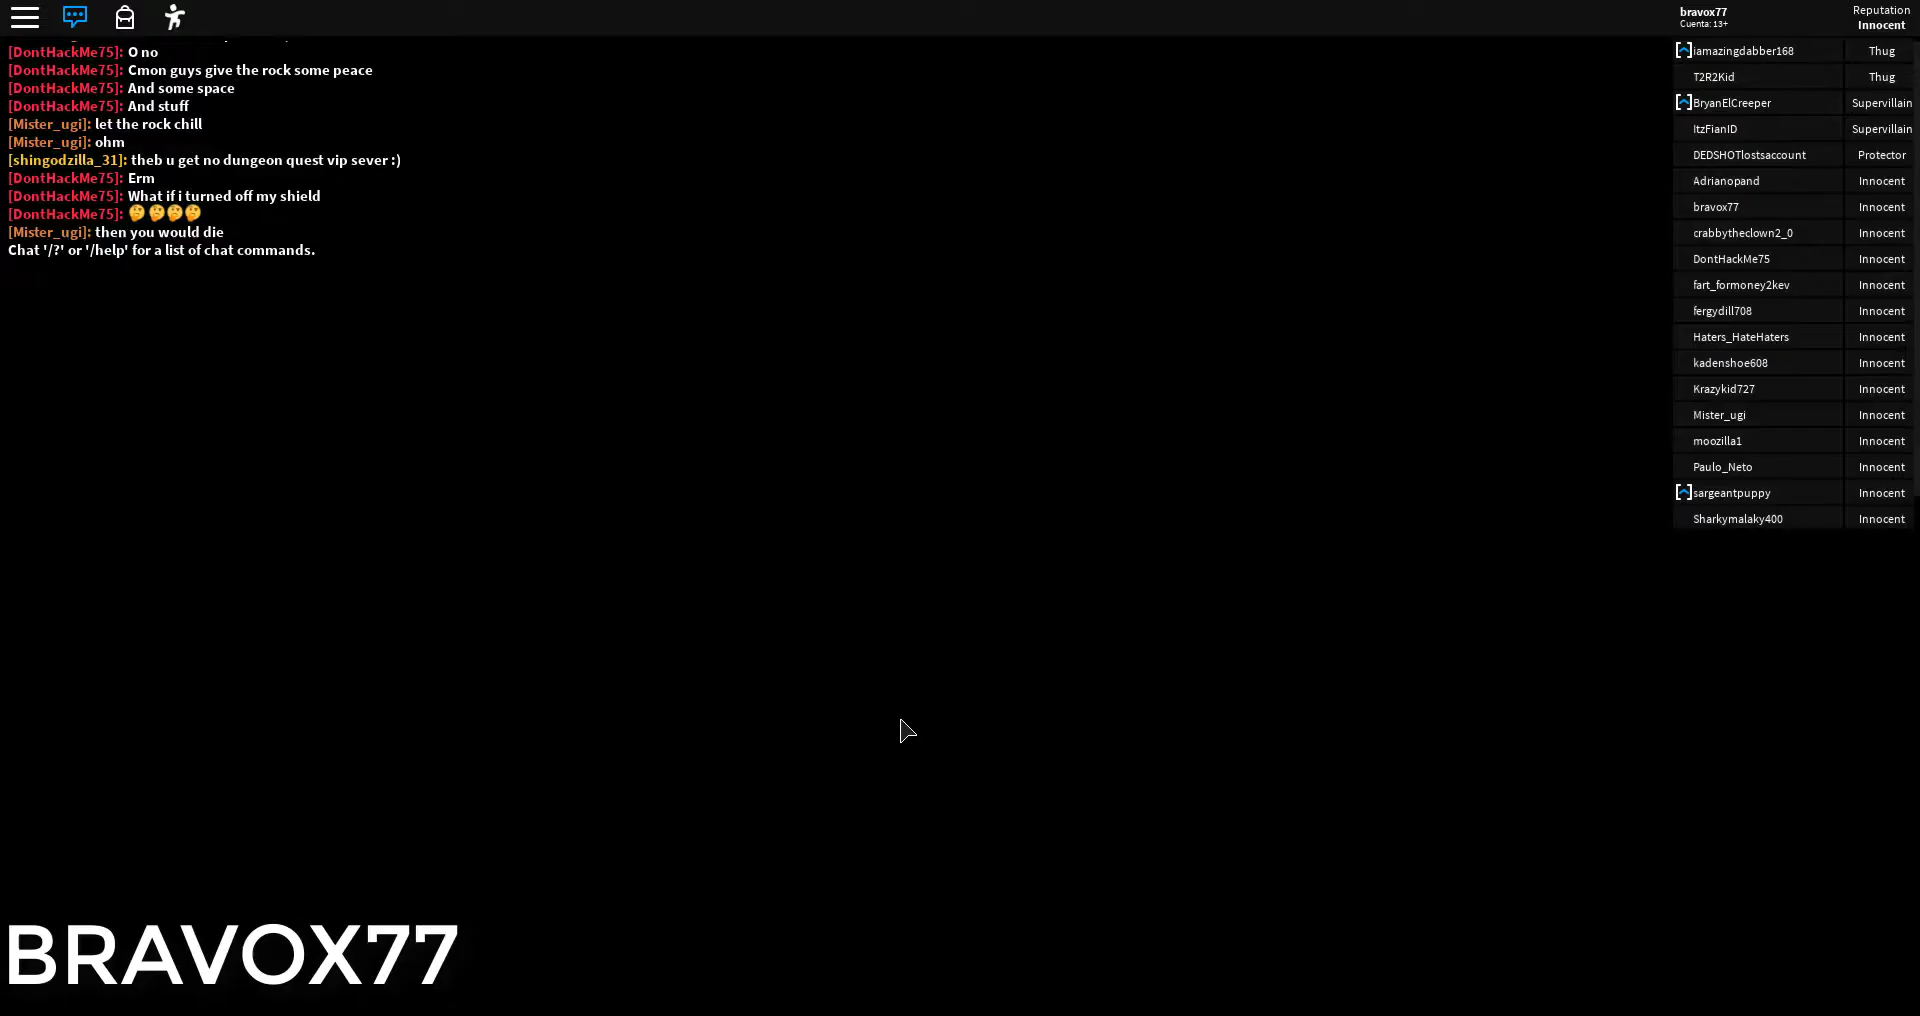 bravox77
Cuenta: 13+
Reputation
Innocent
[DontHackMe75]: O no
[DontHackMe75]: Cmon guys give the rock some peace
[DontHackMe75]: And some space
[DontHackMe75]: And stuff
[Mister_ugi]: let the rock chill
[Mister_ugi]: ohm
[shingodzilla_31]: theb u get no dungeon quest vip sever :)
[DontHackMe75]: Erm
[DontHackMe75]: What if i turned off my shield
[DontHackMe75]: 🤔🤔🤔🤔
[Mister_ugi]: then you would die
Chat '/?' or '/help' for a list of chat commands.
iamazingdabber168 Thug
T2R2Kid Thug
BryanElCreeper Supervillain
ItzFianID Supervillain
DEDSHOTlostsaccount Protector
Adrianopand Innocent
bravox77 Innocent
crabbytheclown2_0 Innocent
DontHackMe75 Innocent
fart_formoney2kev Innocent
fergydill708 Innocent
Haters_HateHaters Innocent
kadenshoe608 Innocent
Krazykid727 Innocent
Mister_ugi Innocent
moozilla1 Innocent
Paulo_Neto Innocent
sargeantpuppy Innocent
Sharkymalaky400 Innocent
BRAVOX77